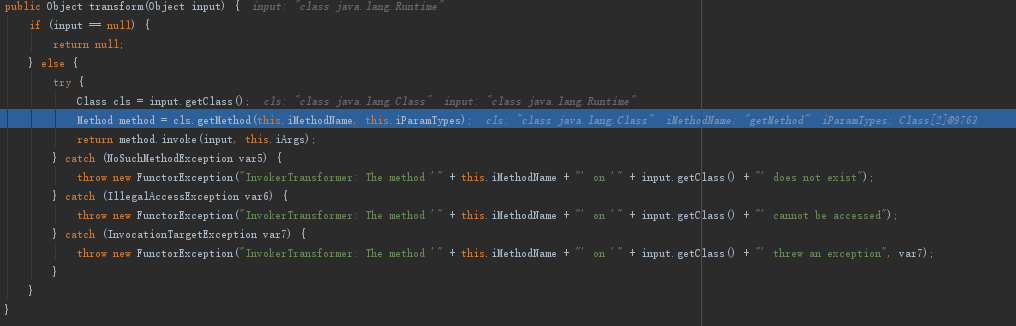 public Object transform(Object input) {  input: "class java.lang.Runtime"
if (input == null) {
return null;
} else {
try {
Class cls = input.getClass();  cls: "class java.lang.Class"  input: "class java.lang.Runtime"
Method method = cls.getMethod(this.iMethodName, this.iParamTypes);  cls: "class java.lang.Class"  iMethodName: "getMethod"  iParamTypes: Class[2]@9763
return method.invoke(input, this.iArgs);
} catch (NoSuchMethodException var5) {
throw new FunctorException("InvokerTransformer: The method '" + this.iMethodName + "' on '" + input.getClass() + "' does not exist");
} catch (IllegalAccessException var6) {
throw new FunctorException("InvokerTransformer: The method '" + this.iMethodName + "' on '" + input.getClass() + "' cannot be accessed");
} catch (InvocationTargetException var7) {
throw new FunctorException("InvokerTransformer: The method '" + this.iMethodName + "' on '" + input.getClass() + "' threw an exception", var7);
}
}
}